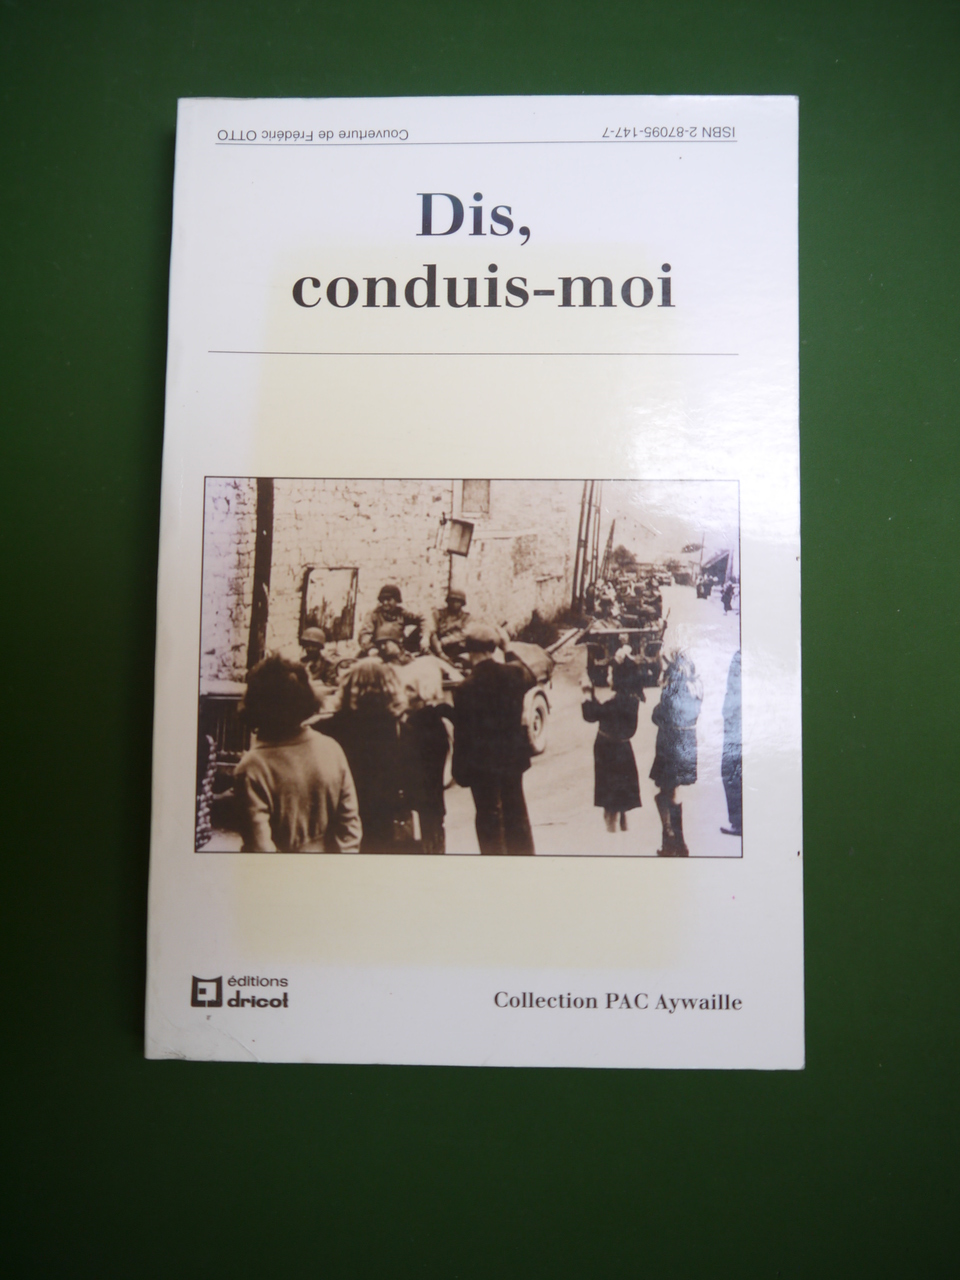 Couverture de Frédéric OTTO
ISBN 2-87095-147-7
Dis,
conduis-moi
éditions
dricot
Collection PAC Aywaille